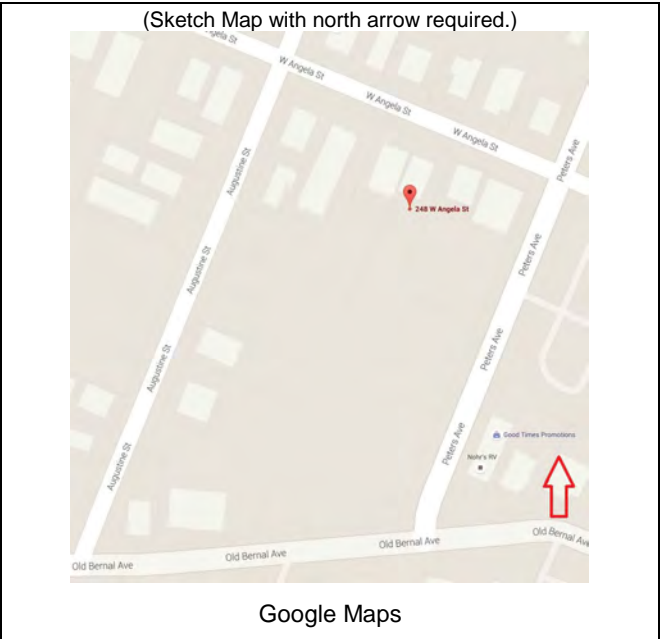 (Sketch Map with north arrow required.)
W Angela St
W Angela St
W Angela St
Peters Ave
Augustine St
248 W Angela St
Peters Ave
Augustine St
Peters Ave
Augustine St
Peters Ave
Good Times Promotions
Nohr's RV
Augustine St
Old Bernal Ave
Old Bernal Ave
Old Bernal Ave
Old Bernal Ave
Google Maps